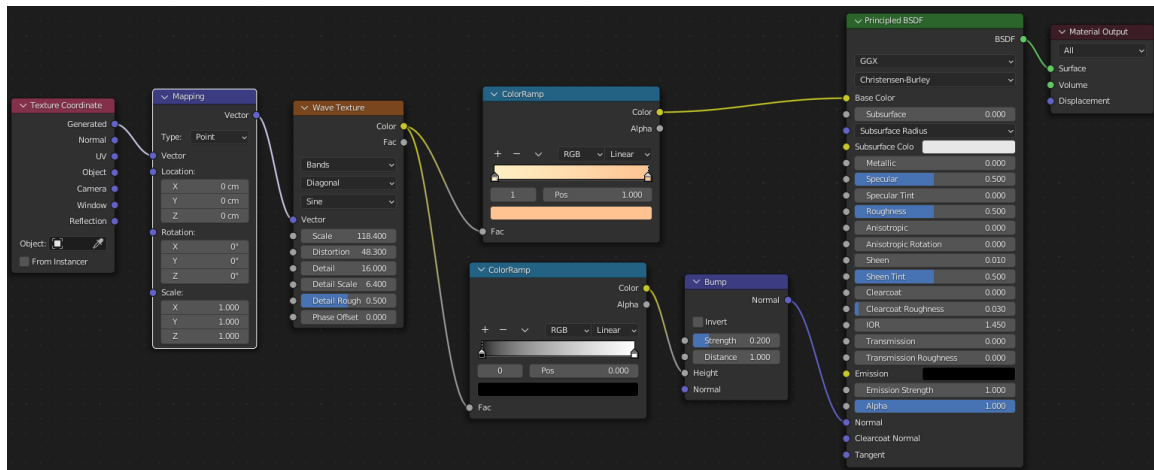 Texture Coordinate
Generated
Normal
UV
Object
Camera
Window
Reflection
Object:
From Instancer
Mapping
Vector
Type: Point
Vector
Location:
X 0 cm
Y 0 cm
Z 0 cm
Rotation:
X 0°
Y 0°
Z 0°
Scale:
X 1.000
Y 1.000
Z 1.000
Wave Texture
Color
Fac
Bands
Diagonal
Sine
Vector
Scale 118.400
Distortion 48.300
Detail 16.000
Detail Scale 6.400
Detail Rough 0.500
Phase Offset 0.000
ColorRamp
Color
Alpha
+ − RGB Linear
1 Pos 1.000
Fac
ColorRamp
Color
Alpha
+ − RGB Linear
0 Pos 0.000
Fac
Bump
Normal
Invert
Strength 0.200
Distance 1.000
Height
Normal
Principled BSDF
BSDF
GGX
Christensen-Burley
Base Color
Subsurface 0.000
Subsurface Radius
Subsurface Colo
Metallic 0.000
Specular 0.500
Specular Tint 0.000
Roughness 0.500
Anisotropic 0.000
Anisotropic Rotation 0.000
Sheen 0.010
Sheen Tint 0.500
Clearcoat 0.000
Clearcoat Roughness 0.030
IOR 1.450
Transmission 0.000
Transmission Roughness 0.000
Emission
Emission Strength 1.000
Alpha 1.000
Normal
Clearcoat Normal
Tangent
Material Output
All
Surface
Volume
Displacement